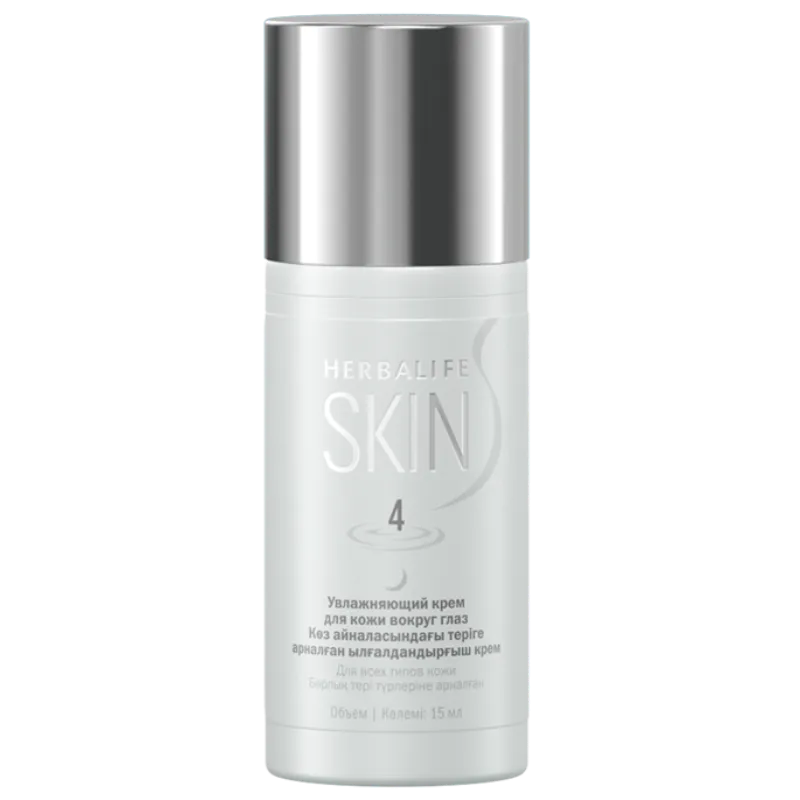 HERBALIFE
SKIN
4
Увлажняющий крем
для кожи вокруг глаз
Көз айналасындағы теріге
арналған ылғалдандырғыш крем
Для всех типов кожи
Барлық тері түрлеріне арналған
Объем | Көлемі: 15 мл